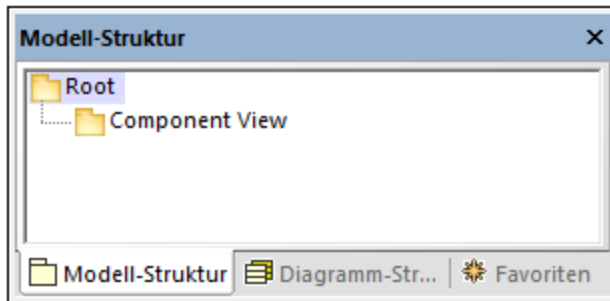 Modell-Struktur
Root
Component View
Modell-Struktur Diagramm-Str... Favoriten